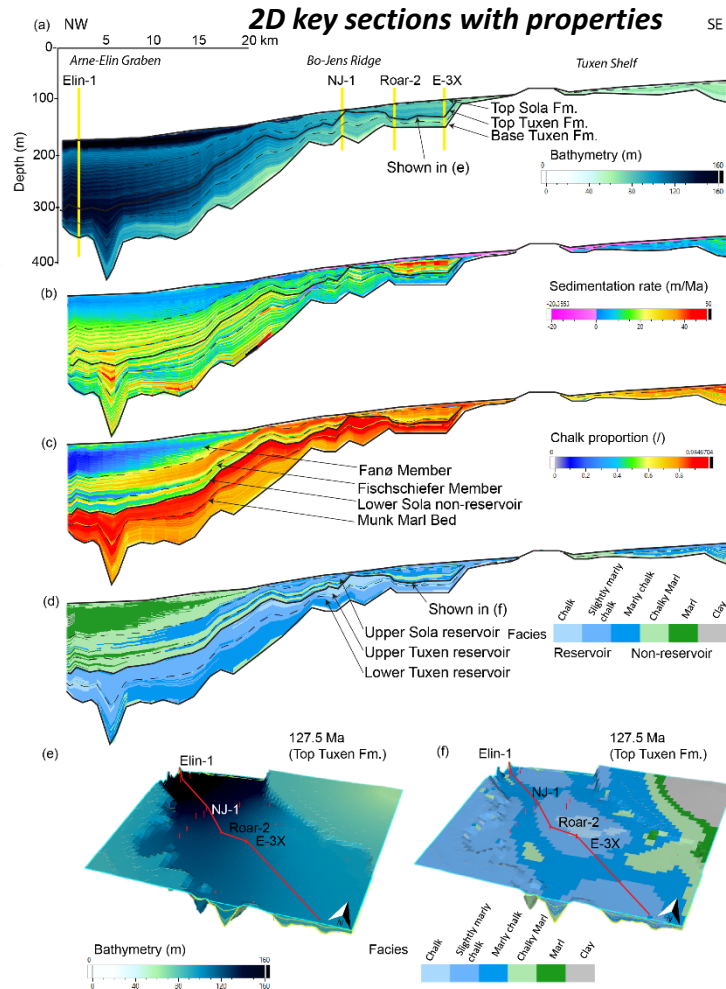 2D key sections with properties
(a) NW
SE
5 10 15 20 km
0
Arne-Elin Graben
Bo-Jens Ridge
Tuxen Shelf
Elin-1
NJ-1
Roar-2
E-3X
100
200
300
400
Depth (m)
Top Sola Fm.
Top Tuxen Fm.
Base Tuxen Fm.
Shown in (e)
Bathymetry (m)
0 160
0 40 80 120 160
(b)
Sedimentation rate (m/Ma)
50
-20 0 20 40
(c)
Chalk proportion (/)
0
0 0.2 0.4 0.6 0.8
Fanø Member
Fischschiefer Member
Lower Sola non-reservoir
Munk Marl Bed
(d)
Shown in (f)
Upper Sola reservoir
Upper Tuxen reservoir
Lower Tuxen reservoir
Chalk
Slightly marly chalk
Marly chalk
Chalky Marl
Marl
Clay
Facies
Reservoir Non-reservoir
(e)
127.5 Ma
(Top Tuxen Fm.)
Elin-1
NJ-1
Roar-2
E-3X
Bathymetry (m)
0 160
0 40 80 120 160
(f)
127.5 Ma
(Top Tuxen Fm.)
Elin-1
NJ-1
Roar-2
E-3X
Facies
Chalk
Slightly marly chalk
Marly chalk
Chalky Marl
Marl
Clay